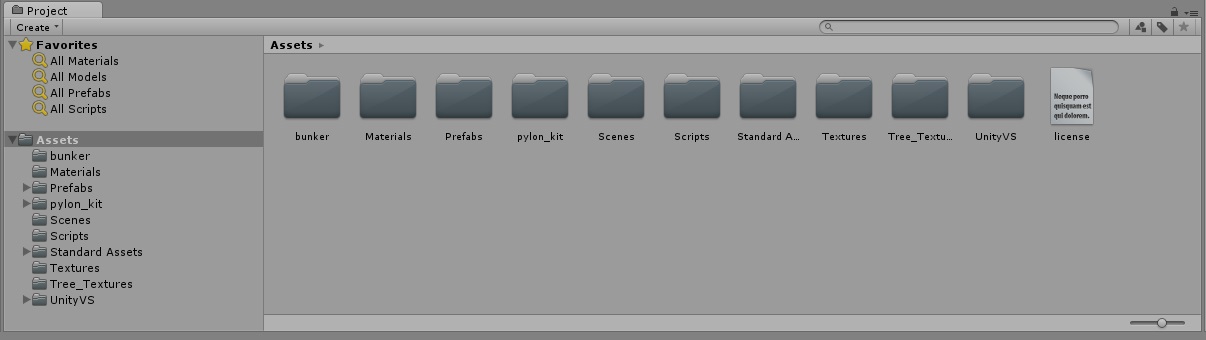 Project
Create
Favorites
All Materials
All Models
All Prefabs
All Scripts
Assets
bunker
Materials
Prefabs
pylon_kit
Scenes
Scripts
Standard Assets
Textures
Tree_Textures
UnityVS
Assets
bunker Materials Prefabs pylon_kit Scenes Scripts Standard A... Textures Tree_Textu... UnityVS license
Neque porro
quisquam est
qui dolorem.